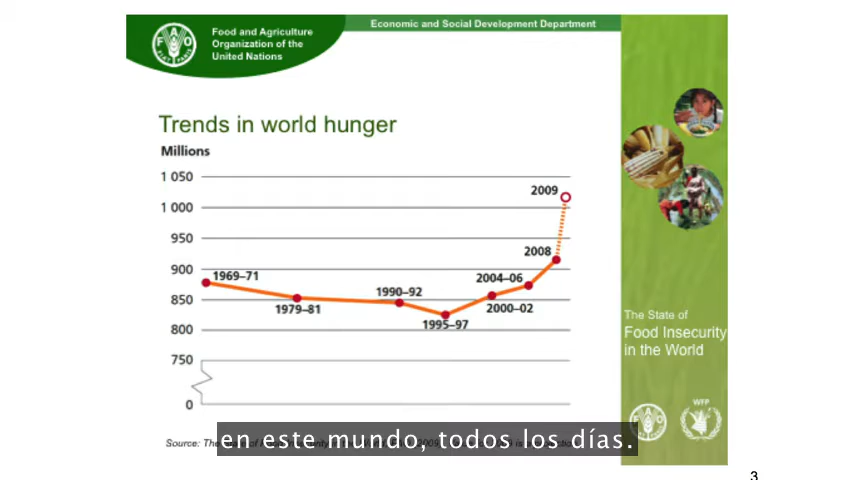 Food and Agriculture
Organization of the
United Nations
Economic and Social Development Department
FAO
FIAT PANIS
Trends in world hunger
Millions
1 050
1 000
950
900
850
800
750
0
1969–71
1979–81
1990–92
1995–97
2000–02
2004–06
2008
2009
The State of
Food Insecurity
in the World
WFP
Source: The
en este mundo, todos los días.
3